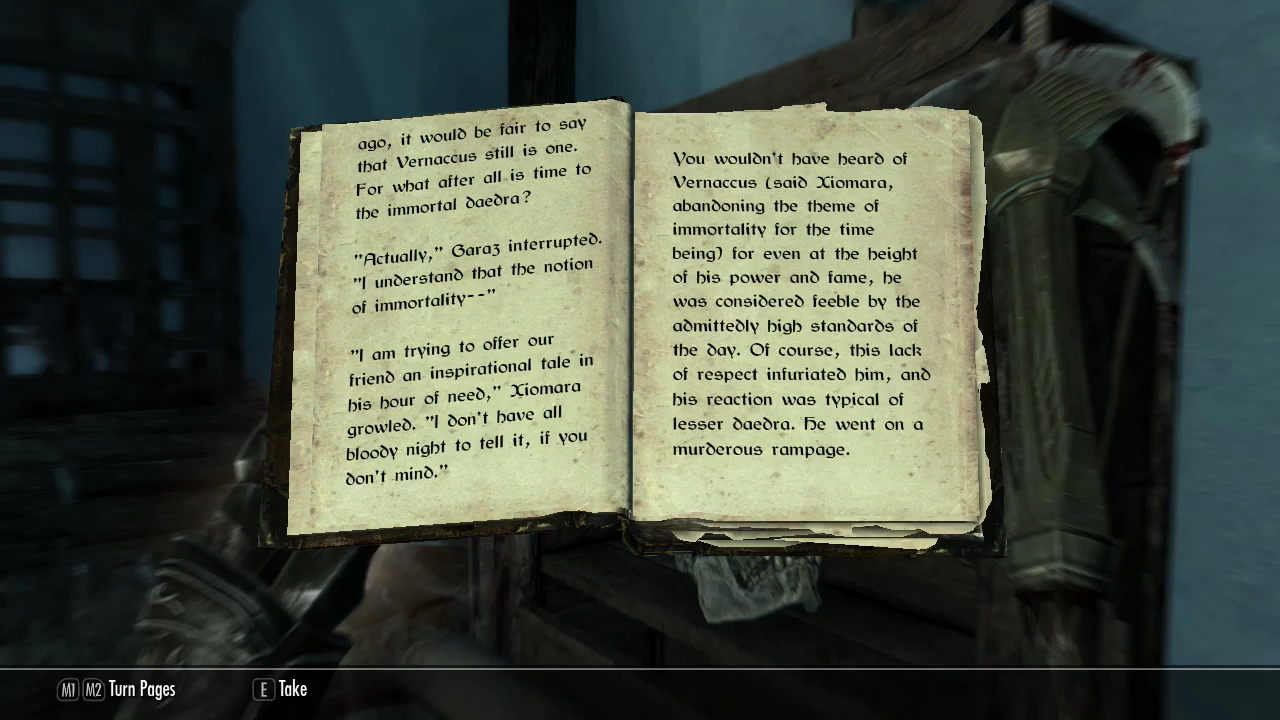 ago, it would be fair to say
that Vernaccus still is one.
For what after all is time to
the immortal daedra?
"Actually," Garaz interrupted.
"I understand that the notion
of immortality--"
"I am trying to offer our
friend an inspirational tale in
his hour of need," Xiomara
growled. "I don't have all
bloody night to tell it, if you
don't mind."
You wouldn't have heard of
Vernaccus (said Xiomara,
abandoning the theme of
immortality for the time
being) for even at the height
of his power and fame, he
was considered feeble by the
admittedly high standards of
the day. Of course, this lack
of respect infuriated him, and
his reaction was typical of
lesser daedra. He went on a
murderous rampage.
M1 M2 Turn Pages
E Take